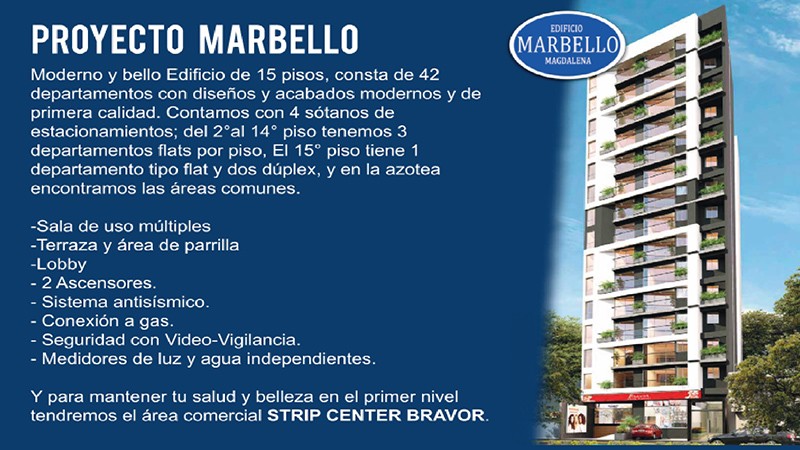 PROYECTO MARBELLO
EDIFICIO
MARBELLO
MAGDALENA
Moderno y bello Edificio de 15 pisos, consta de 42
departamentos con diseños y acabados modernos y de
primera calidad. Contamos con 4 sótanos de
estacionamientos; del 2°al 14° piso tenemos 3
departamentos flats por piso, El 15° piso tiene 1
departamento tipo flat y dos dúplex, y en la azotea
encontramos las áreas comunes.
-Sala de uso múltiples
-Terraza y área de parrilla
-Lobby
- 2 Ascensores.
- Sistema antisísmico.
- Conexión a gas.
- Seguridad con Video-Vigilancia.
- Medidores de luz y agua independientes.
Y para mantener tu salud y belleza en el primer nivel
tendremos el área comercial STRIP CENTER BRAVOR.